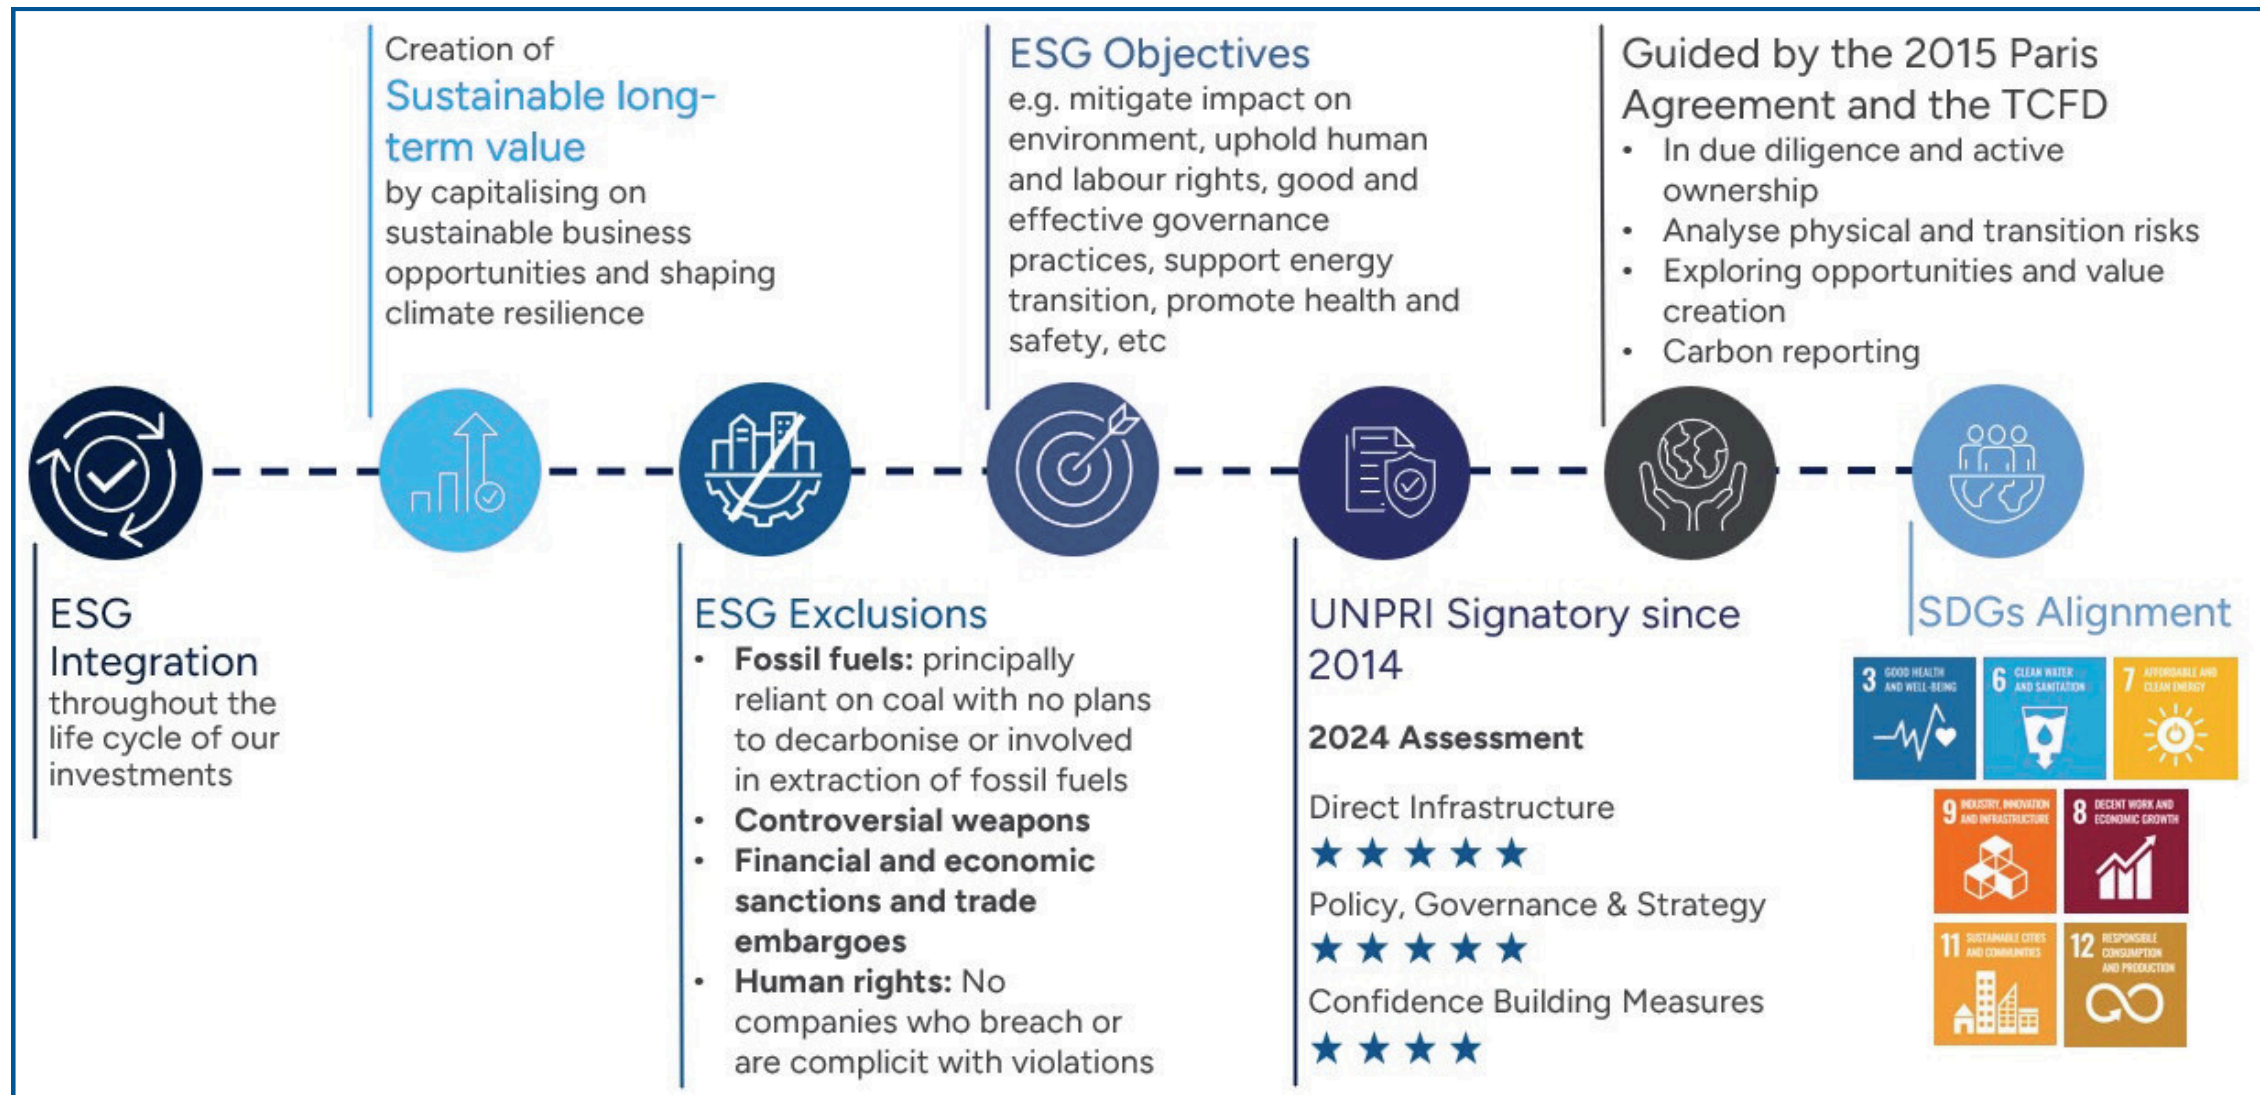 Creation of
Sustainable long-
term value
by capitalising on
sustainable business
opportunities and shaping
climate resilience
ESG Objectives
e.g. mitigate impact on
environment, uphold human
and labour rights, good and
effective governance
practices, support energy
transition, promote health and
safety, etc
Guided by the 2015 Paris
Agreement and the TCFD
• In due diligence and active
ownership
• Analyse physical and transition risks
• Exploring opportunities and value
creation
• Carbon reporting
ESG
Integration
throughout the
life cycle of our
investments
ESG Exclusions
• Fossil fuels: principally
reliant on coal with no plans
to decarbonise or involved
in extraction of fossil fuels
• Controversial weapons
• Financial and economic
sanctions and trade
embargoes
• Human rights: No
companies who breach or
are complicit with violations
UNPRI Signatory since
2014
2024 Assessment
Direct Infrastructure
★ ★ ★ ★ ★
Policy, Governance & Strategy
★ ★ ★ ★ ★
Confidence Building Measures
★ ★ ★ ★
SDGs Alignment
3 GOOD HEALTH
AND WELL-BEING
6 CLEAN WATER
AND SANITATION
7 AFFORDABLE AND
CLEAN ENERGY
9 INDUSTRY, INNOVATION
AND INFRASTRUCTURE
8 DECENT WORK AND
ECONOMIC GROWTH
11 SUSTAINABLE CITIES
AND COMMUNITIES
12 RESPONSIBLE
CONSUMPTION
AND PRODUCTION